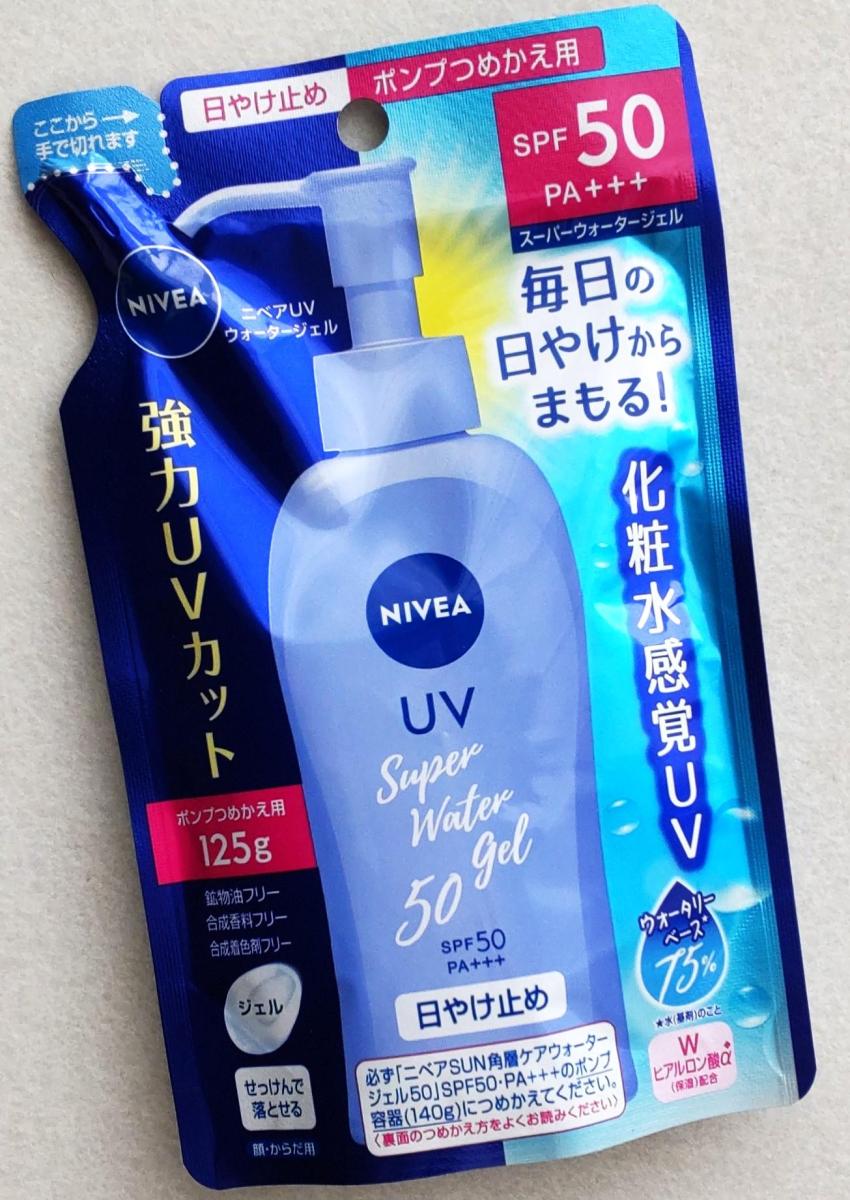 日やけ止め
ポンプつめかえ用
ここから→
手で切れます
SPF 50
PA+++
スーパーウォータージェル
NIVEA
ニベアUV
ウォータージェル
毎日の
日やけから
まもる!
強力UVカット
化粧水感覚UV
NIVEA
UV
Super
Water
Gel
50
SPF50
PA+++
日やけ止め
ポンプつめかえ用
125g
鉱物油フリー
合成香料フリー
合成着色剤フリー
ジェル
せっけんで
落とせる
顔・からだ用
ウォータリー
ベース*
75%
★水(基剤)のこと
W
ヒアルロン酸α
(保湿)配合
必ず「ニベアSUN角層ケアウォーター
ジェル50」SPF50・PA+++のポンプ
容器(140g)につめかえてください。
〈裏面のつめかえ方をよくお読みください〉